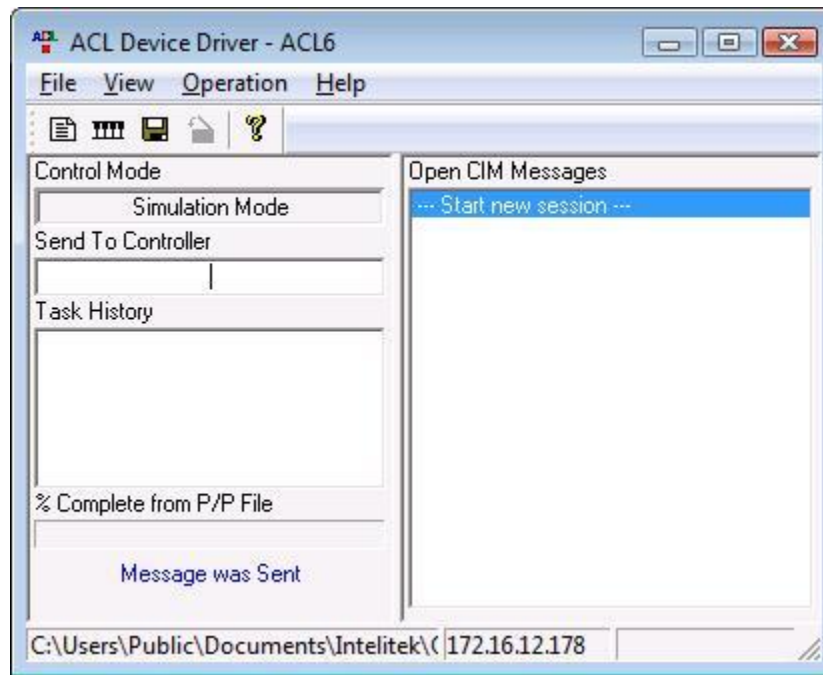 ACL Device Driver - ACL6
File View Operation Help
Control Mode
Simulation Mode
Send To Controller
Task History
% Complete from P/P File
Message was Sent
Open CIM Messages
--- Start new session ---
C:\Users\Public\Documents\Intelitek\( 172.16.12.178